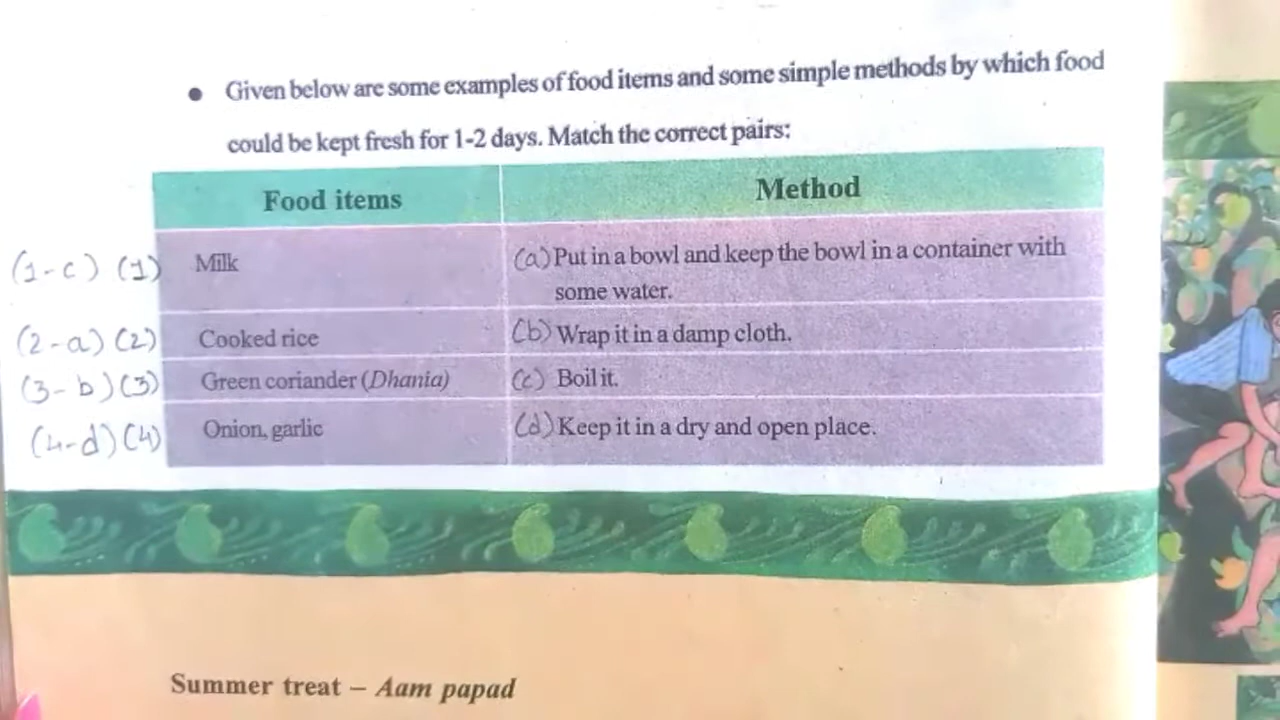 • Given below are some examples of food items and some simple methods by which food
could be kept fresh for 1-2 days. Match the correct pairs:
Food items Method
(1-c) (1) Milk (a) Put in a bowl and keep the bowl in a container with
some water.
(2-a) (2) Cooked rice (b) Wrap it in a damp cloth.
(3-b) (3) Green coriander (Dhania) (c) Boil it.
(4-d) (4) Onion, garlic (d) Keep it in a dry and open place.
Summer treat – Aam papad